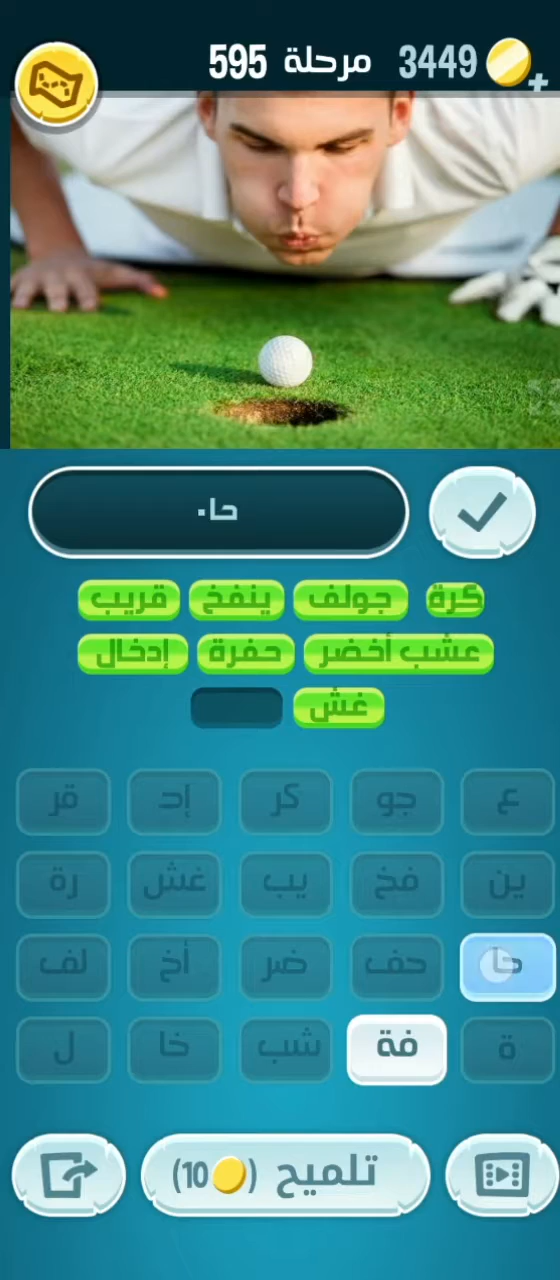 مرحلة 595 3449
حا.
كرة جولف ينفخ قريب
عشب أخضر حفرة إدخال
غش
ع جو كر إد قر
ين فخ يب غش رة
حا حف ضر أخ لف
ة فة شب خا ل
تلميح (10)